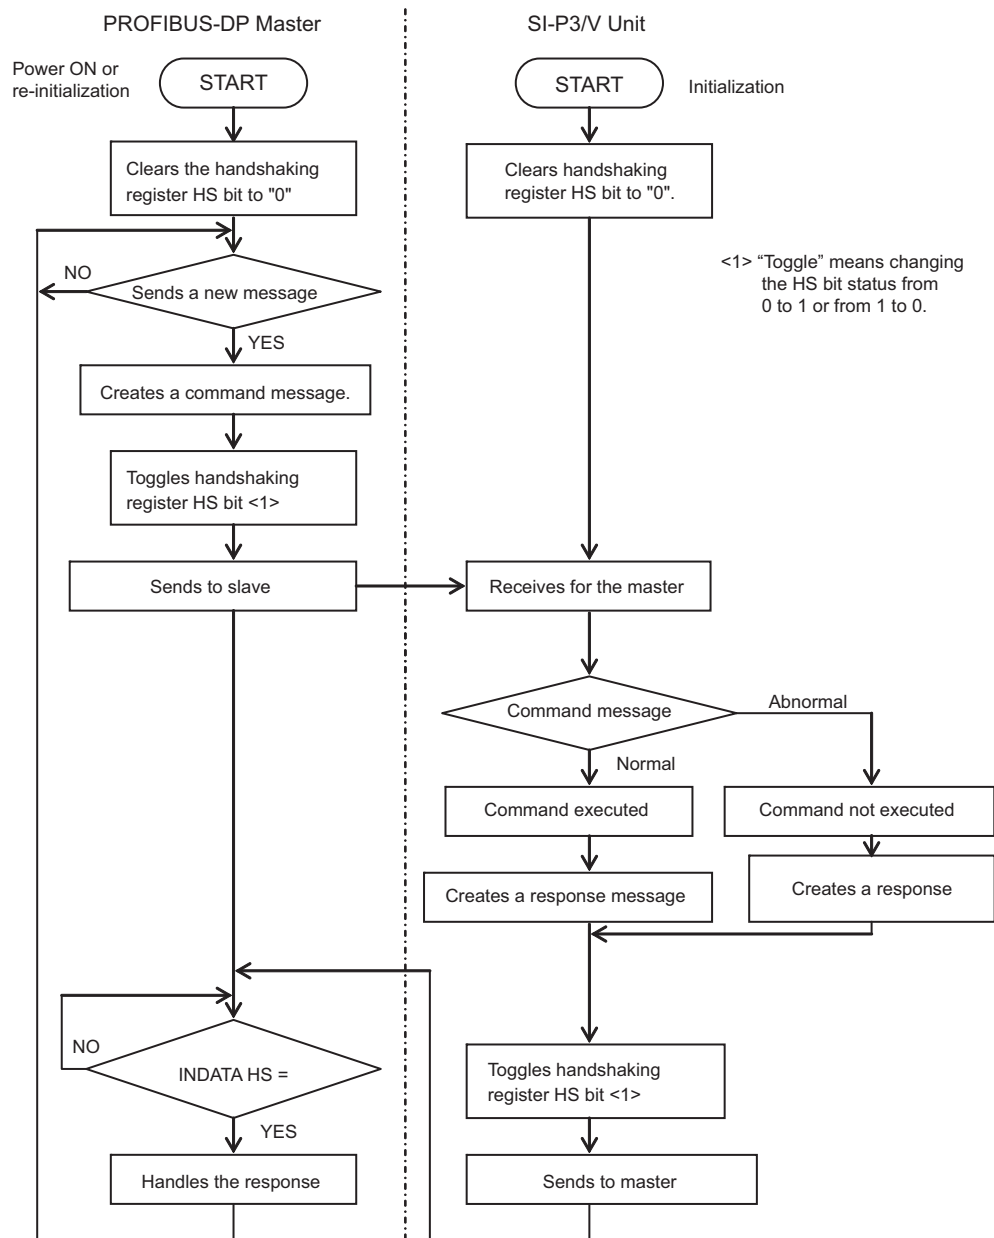 PROFIBUS-DP Master
SI-P3/V Unit
Power ON or
re-initialization
START
START
Initialization
Clears the handshaking
register HS bit to "0"
Clears handshaking
register HS bit to "0".
NO
Sends a new message
<1> “Toggle” means changing
the HS bit status from
0 to 1 or from 1 to 0.
YES
Creates a command message.
Toggles handshaking
register HS bit <1>
Sends to slave
Receives for the master
Command message
Abnormal
Normal
Command executed
Command not executed
Creates a response message
Creates a response
NO
INDATA HS =
Toggles handshaking
register HS bit <1>
YES
Handles the response
Sends to master